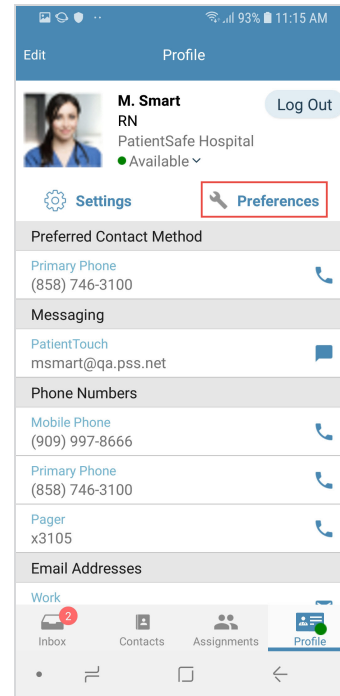 93% 11:15 AM
Edit Profile
M. Smart
RN
PatientSafe Hospital
Available
Log Out
Settings Preferences
Preferred Contact Method
Primary Phone
(858) 746-3100
Messaging
PatientTouch
msmart@qa.pss.net
Phone Numbers
Mobile Phone
(909) 997-8666
Primary Phone
(858) 746-3100
Pager
x3105
Email Addresses
Work
2
Inbox Contacts Assignments Profile